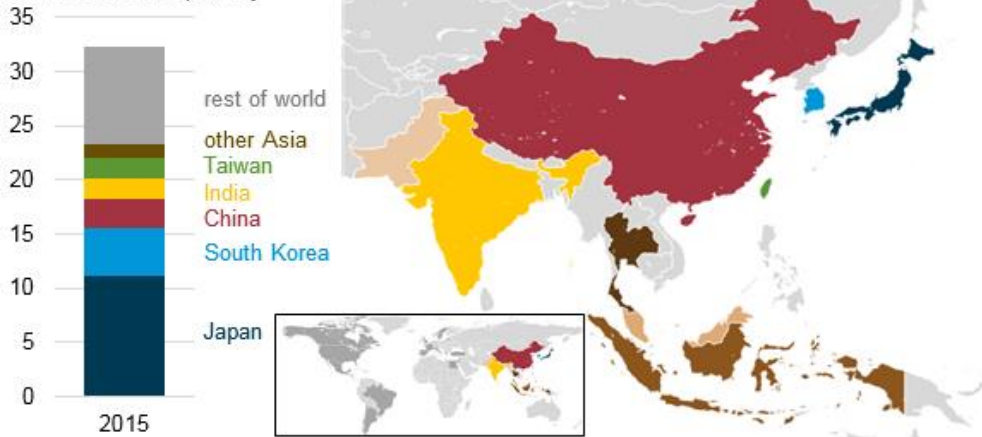 35
30
25
20
15
10
5
0
2015
rest of world
other Asia
Taiwan
India
China
South Korea
Japan